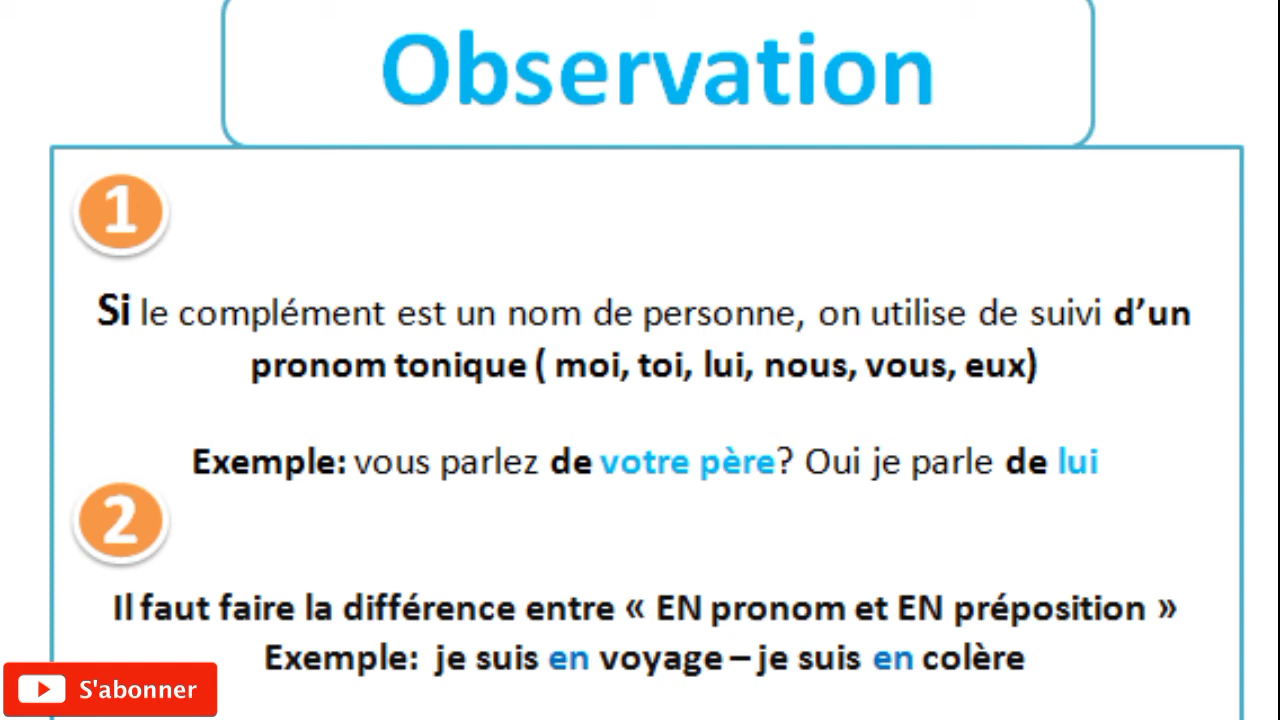 Observation
1
Si le complément est un nom de personne, on utilise de suivi d’un
pronom tonique ( moi, toi, lui, nous, vous, eux)
Exemple: vous parlez de votre père? Oui je parle de lui
2
Il faut faire la différence entre « EN pronom et EN préposition »
Exemple: je suis en voyage – je suis en colère
S'abonner